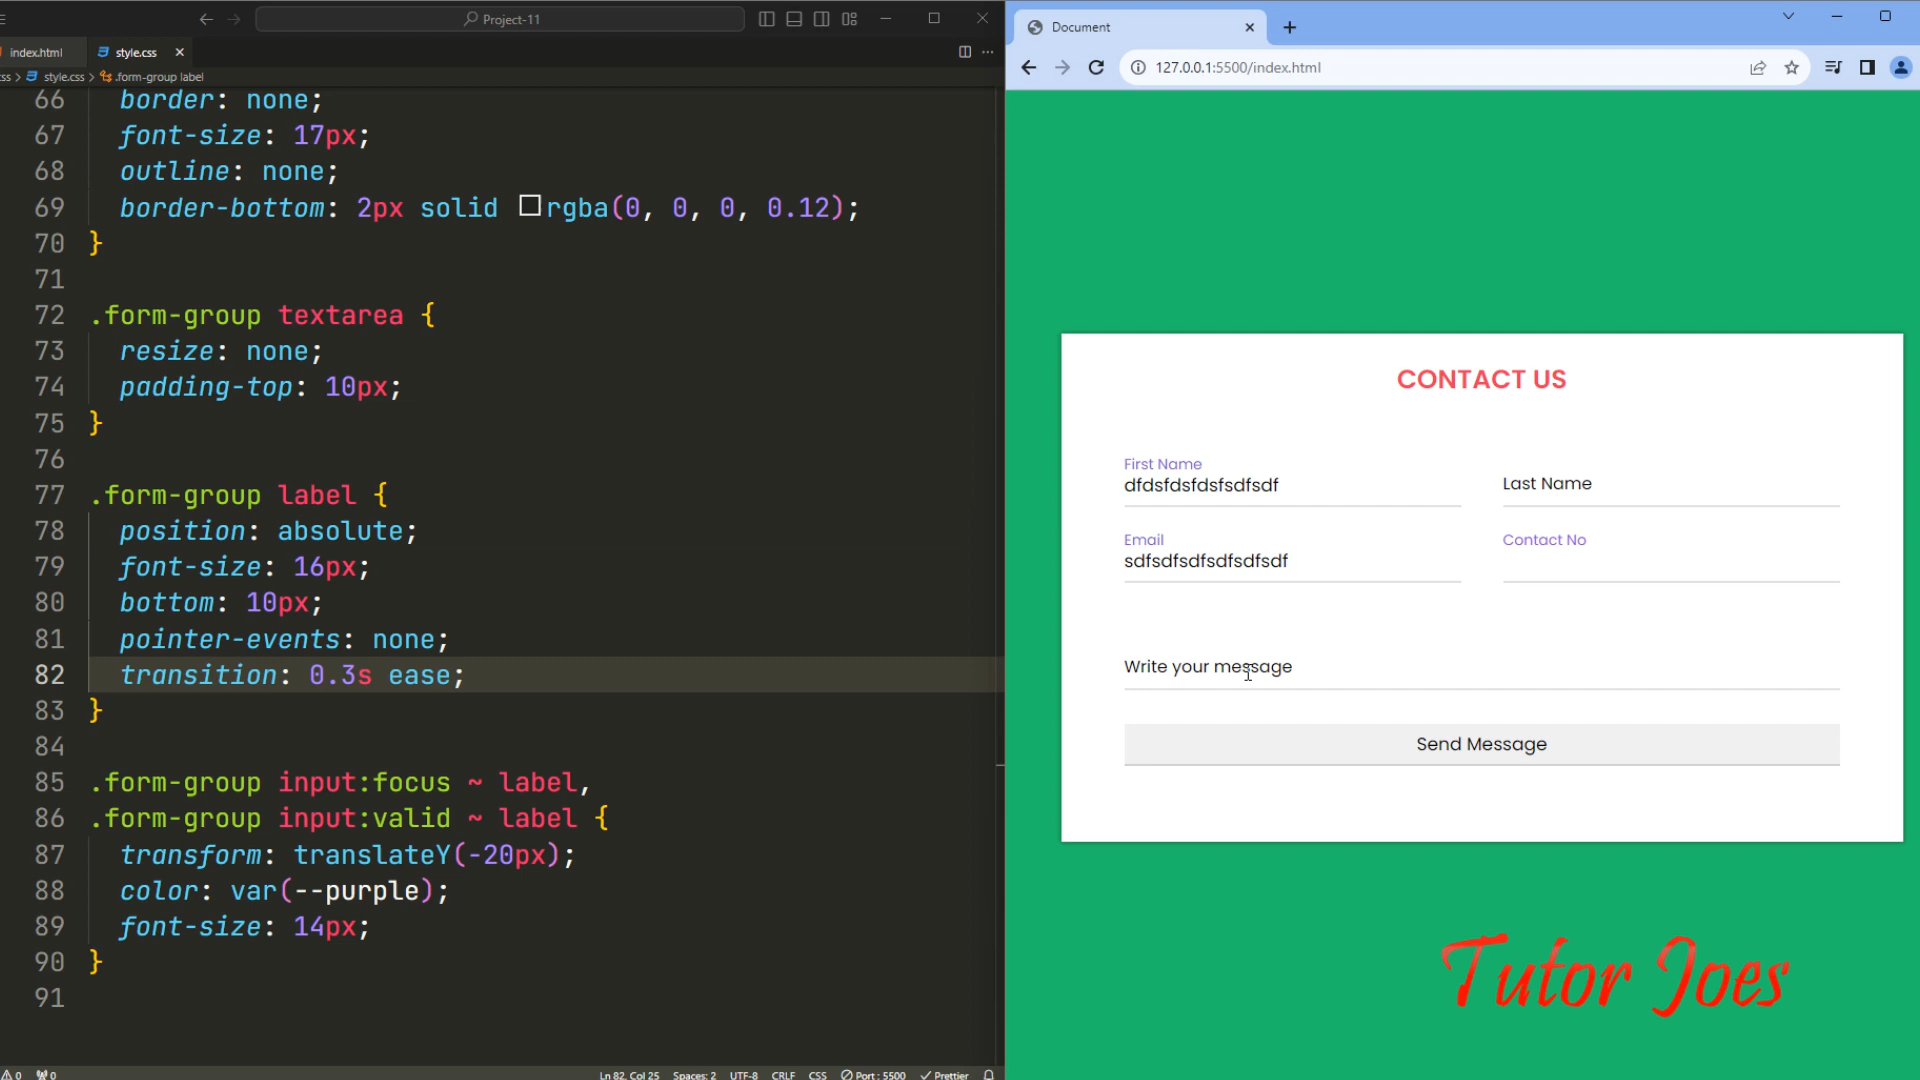 Project-11
index.html
style.css
ss > style.css > .form-group label
66 border: none;
67 font-size: 17px;
68 outline: none;
69 border-bottom: 2px solid rgba(0, 0, 0, 0.12);
70 }
71
72 .form-group textarea {
73 resize: none;
74 padding-top: 10px;
75 }
76
77 .form-group label {
78 position: absolute;
79 font-size: 16px;
80 bottom: 10px;
81 pointer-events: none;
82 transition: 0.3s ease;
83 }
84
85 .form-group input:focus ~ label,
86 .form-group input:valid ~ label {
87 transform: translateY(-20px);
88 color: var(--purple);
89 font-size: 14px;
90 }
91
0 0 Ln 82, Col 25 Spaces: 2 UTF-8 CRLF CSS Port : 5500 Prettier
Document
127.0.0.1:5500/index.html
CONTACT US
First Name
dfdsfdsfdsfsdfsdf
Last Name
Email
sdfsdfsdfsdfsdfsdf
Contact No
Write your message
Send Message
Tutor Joes